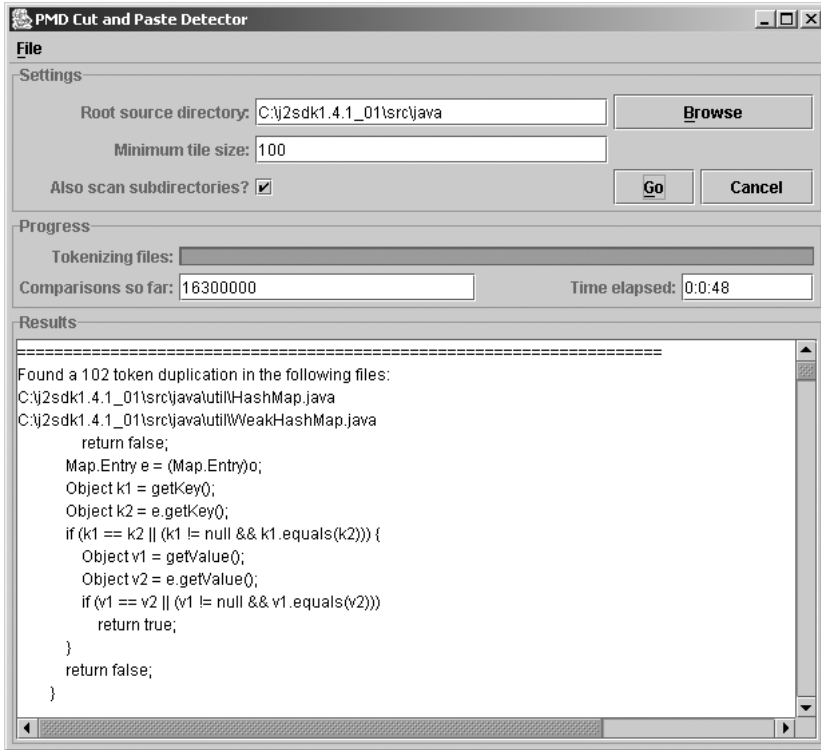 PMD Cut and Paste Detector
File
Settings
Root source directory: C:\j2sdk1.4.1_01\src\java Browse
Minimum tile size: 100
Also scan subdirectories? Go Cancel
Progress
Tokenizing files:
Comparisons so far: 16300000 Time elapsed: 0:0:48
Results
=====================================================================
Found a 102 token duplication in the following files:
C:\j2sdk1.4.1_01\src\java\util\HashMap.java
C:\j2sdk1.4.1_01\src\java\util\WeakHashMap.java
return false;
Map.Entry e = (Map.Entry)o;
Object k1 = getKey();
Object k2 = e.getKey();
if (k1 == k2 || (k1 != null && k1.equals(k2))) {
Object v1 = getValue();
Object v2 = e.getValue();
if (v1 == v2 || (v1 != null && v1.equals(v2)))
return true;
}
return false;
}